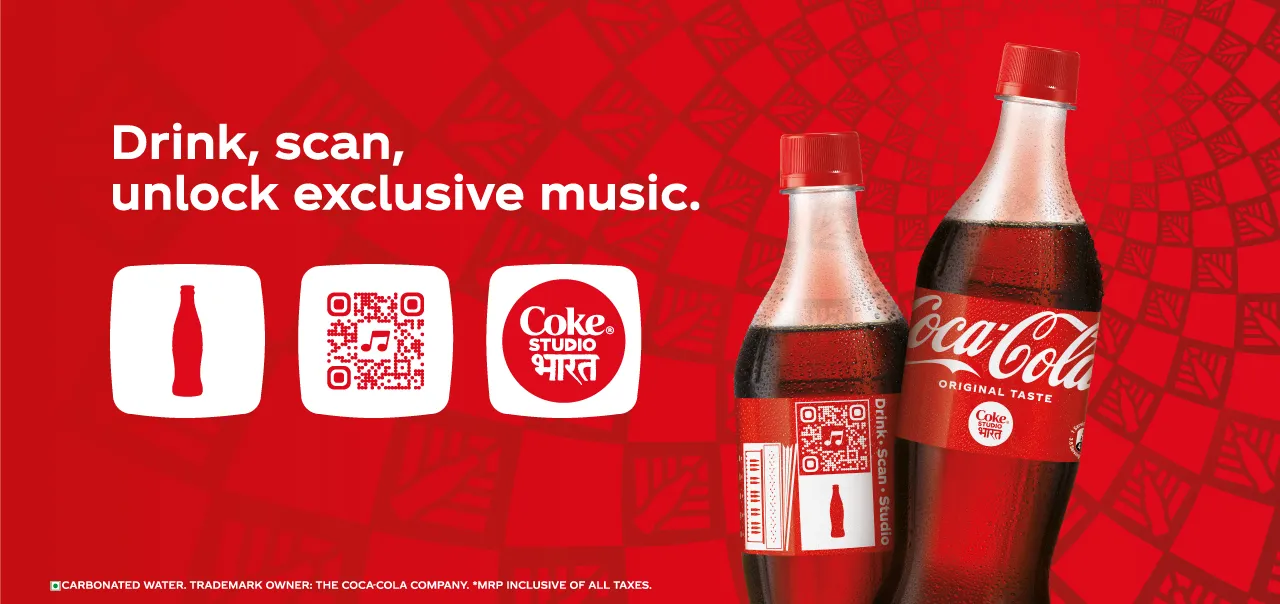 Drink, scan,
unlock exclusive music.
Coke®
STUDIO
भारत
Drink • Scan • Studio
Coca-Cola
ORIGINAL TASTE
Coke
STUDIO
भारत
CARBONATED WATER. TRADEMARK OWNER: THE COCA-COLA COMPANY. *MRP INCLUSIVE OF ALL TAXES.